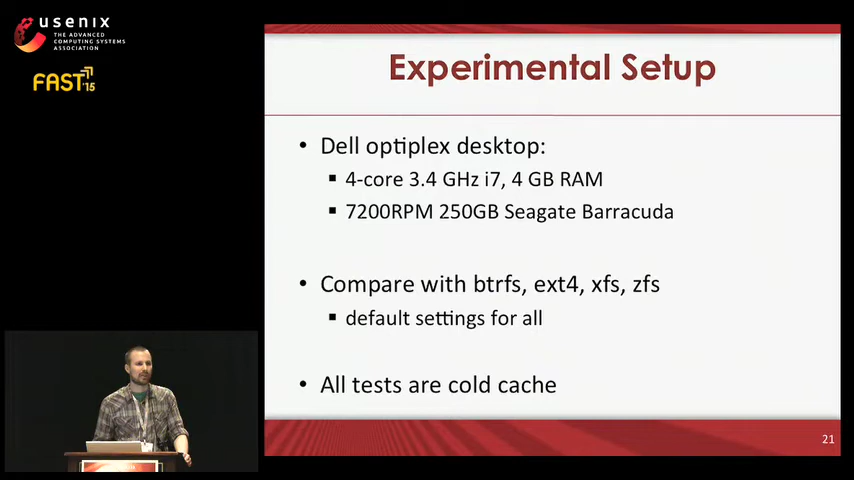 usenix
THE ADVANCED
COMPUTING SYSTEMS
ASSOCIATION
FAST '15
Experimental Setup
• Dell optiplex desktop:
▪ 4-core 3.4 GHz i7, 4 GB RAM
▪ 7200RPM 250GB Seagate Barracuda
• Compare with btrfs, ext4, xfs, zfs
▪ default settings for all
• All tests are cold cache
21